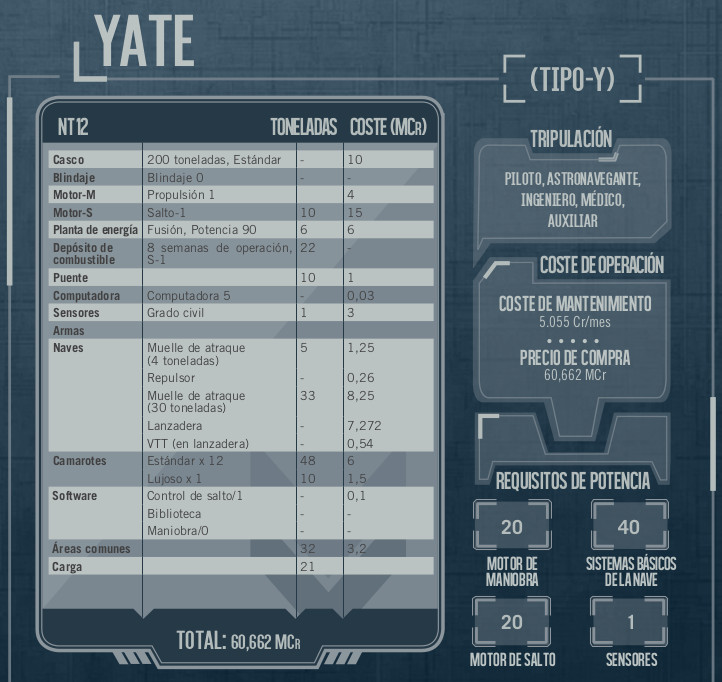 YATE
(TIPO-Y)
NT12 TONELADAS COSTE (MCR)
Casco 200 toneladas, Estándar - 10
Blindaje Blindaje 0 - -
Motor-M Propulsión 1 4
Motor-S Salto-1 10 15
Planta de energía Fusión, Potencia 90 6 6
Depósito de combustible 8 semanas de operación, S-1 22 -
Puente 10 1
Computadora Computadora 5 - 0,03
Sensores Grado civil 1 3
Armas
Naves Muelle de atraque (4 toneladas) 5 1,25
Repulsor - 0,26
Muelle de atraque (30 toneladas) 33 8,25
Lanzadera - 7,272
VTT (en lanzadera) - 0,54
Camarotes Estándar x 12 48 6
Lujoso x 1 10 1,5
Software Control de salto/1 - 0,1
Biblioteca - -
Maniobra/0 - -
Áreas comunes 32 3,2
Carga 21
TOTAL: 60,662 MCR
TRIPULACIÓN
PILOTO, ASTRONAVEGANTE,
INGENIERO, MÉDICO,
AUXILIAR
COSTE DE OPERACIÓN
COSTE DE MANTENIMIENTO
5.055 Cr/mes
• • • • •
PRECIO DE COMPRA
60,662 MCr
REQUISITOS DE POTENCIA
20
MOTOR DE
MANIOBRA
40
SISTEMAS BÁSICOS
DE LA NAVE
20
MOTOR DE SALTO
1
SENSORES